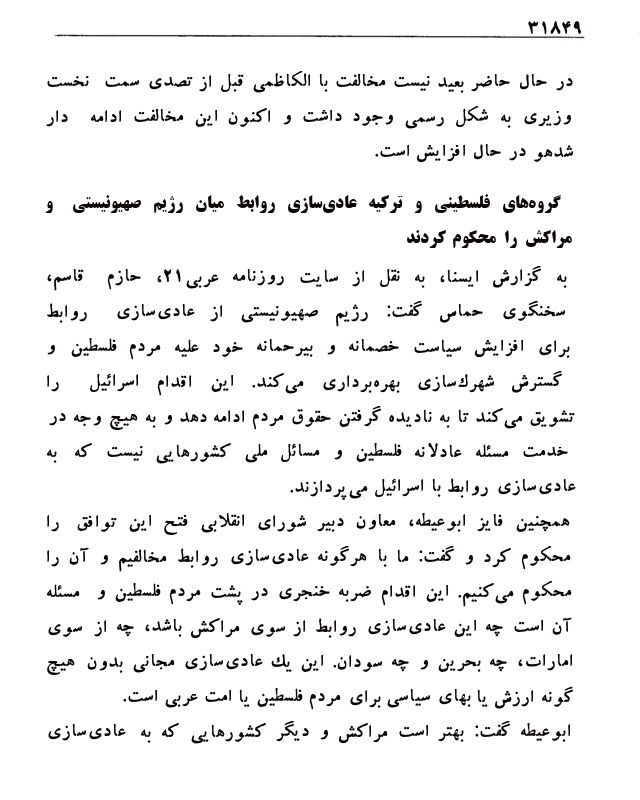 ۳۱۸۴۹
در حال حاضر بعید نیست مخالفت با الکاظمی قبل از تصدی سمت نخست
وزیری به شکل رسمی وجود داشت و اکنون این مخالفت ادامه دار
شدهو در حال افزایش است.
گروه‌های فلسطینی و ترکیه عادی‌سازی روابط میان رژیم صهیونیستی و
مراکش را محکوم کردند
به گزارش ایسنا، به نقل از سایت روزنامه عربی۲۱، حازم قاسم،
سخنگوی حماس گفت: رژیم صهیونیستی از عادی‌سازی روابط
برای افزایش سیاست خصمانه و بیرحمانه خود علیه مردم فلسطین و
گسترش شهرك‌سازی بهره‌برداری می‌کند. این اقدام اسرائیل را
تشویق می‌کند تا به نادیده گرفتن حقوق مردم ادامه دهد و به هیچ وجه در
خدمت مسئله عادلانه فلسطین و مسائل ملی کشورهایی نیست که به
عادی‌سازی روابط با اسرائیل می‌پردازند.
همچنین فایز ابوعیطه، معاون دبیر شورای انقلابی فتح این توافق را
محکوم کرد و گفت: ما با هرگونه عادی‌سازی روابط مخالفیم و آن را
محکوم می‌کنیم. این اقدام ضربه خنجری در پشت مردم فلسطین و مسئله
آن است چه این عادی‌سازی روابط از سوی مراکش باشد، چه از سوی
امارات، چه بحرین و چه سودان. این يك عادی‌سازی مجانی بدون هیچ
گونه ارزش یا بهای سیاسی برای مردم فلسطین یا امت عربی است.
ابوعیطه گفت: بهتر است مراکش و دیگر کشورهایی که به عادی‌سازی